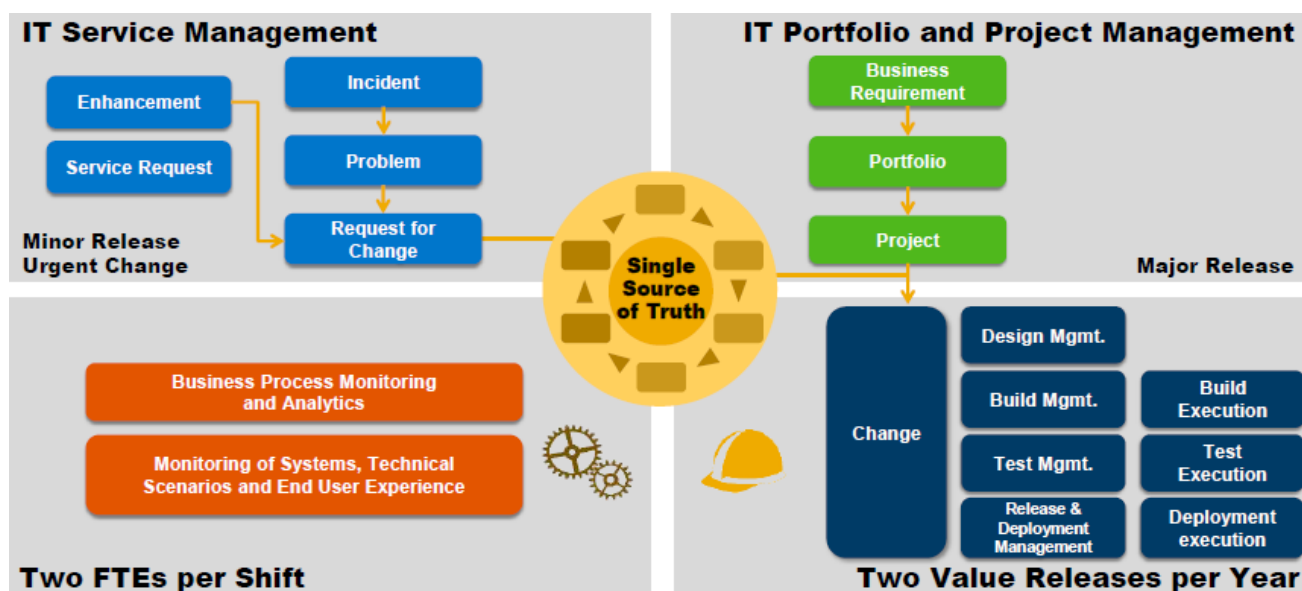 IT Service Management
Enhancement
Service Request
Incident
Problem
Request for
Change
Minor Release
Urgent Change
IT Portfolio and Project Management
Business
Requirement
Portfolio
Project
Major Release
Single
Source
of Truth
Business Process Monitoring
and Analytics
Monitoring of Systems, Technical
Scenarios and End User Experience
Two FTEs per Shift
Change
Design Mgmt.
Build Mgmt.
Test Mgmt.
Release &
Deployment
Management
Build
Execution
Test
Execution
Deployment
execution
Two Value Releases per Year